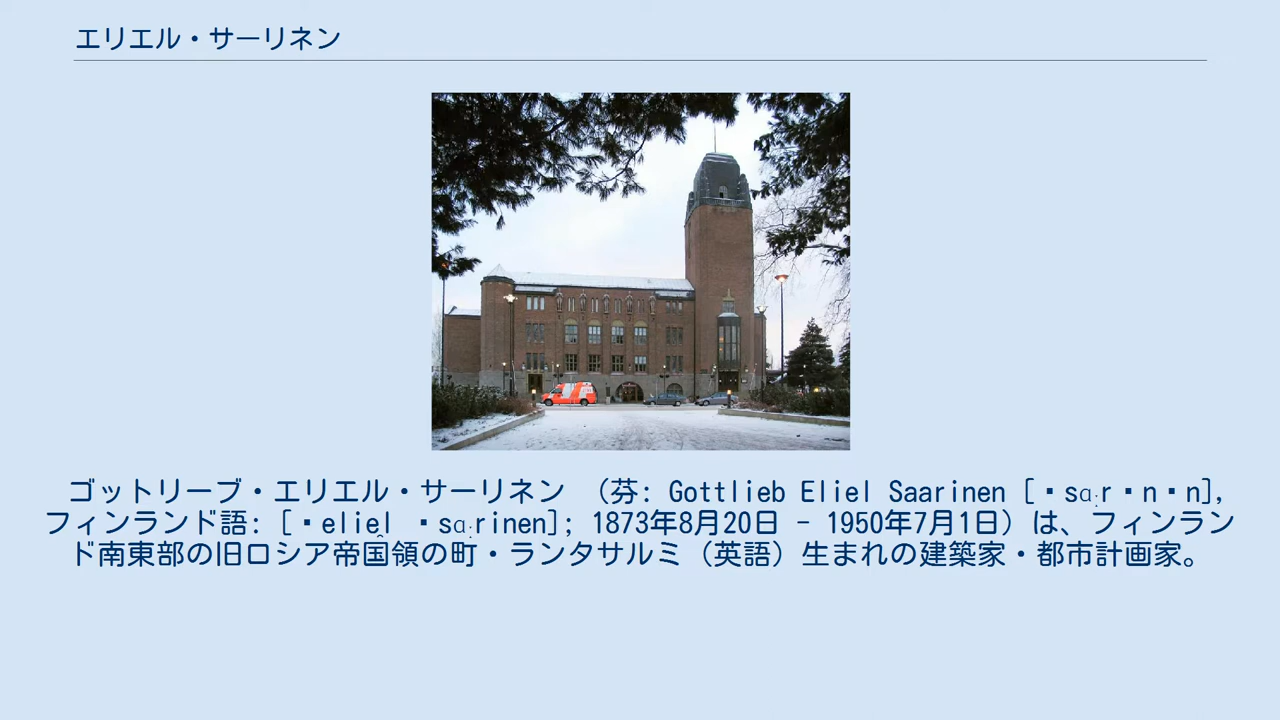 エリエル・サーリネン
ゴットリーブ・エリエル・サーリネン （芬: Gottlieb Eliel Saarinen [▪sɑːr▪n▪n],
フィンランド語: [▪eliel̯ ▪sɑːrinen]; 1873年8月20日 - 1950年7月1日）は、フィンラン
ド南東部の旧ロシア帝国領の町・ランタサルミ（英語）生まれの建築家・都市計画家。